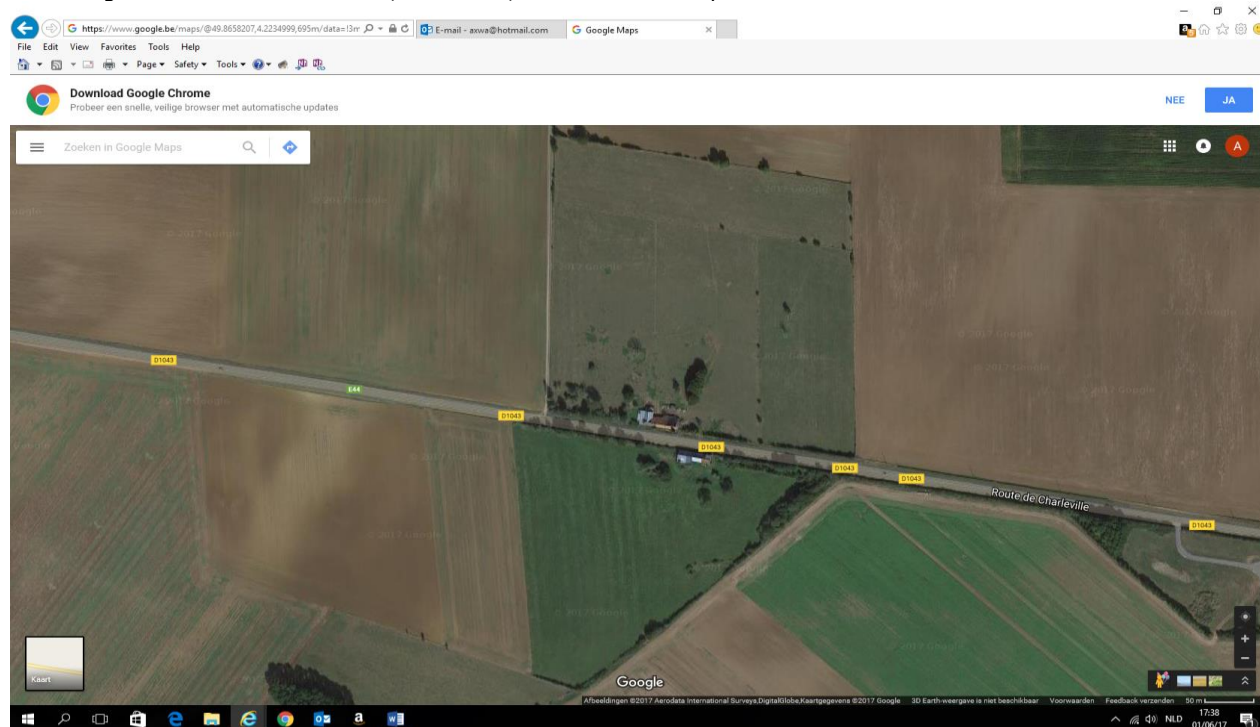 https://www.google.be/maps/@49.8658207,4.2234999,695m/data=!3m
E-mail - axwa@hotmail.com
Google Maps
File Edit View Favorites Tools Help
Page Safety Tools
Download Google Chrome
Probeer een snelle, veilige browser met automatische updates
NEE
JA
Zoeken in Google Maps
A
© 2017 Google
D1043
E44
D1043
D1043
D1043
D1043
Route de Charleville
D1043
Kaart
Google
Afbeeldingen ©2017 Aerodata International Surveys,DigitalGlobe,Kaartgegevens ©2017 Google 3D Earth-weergave is niet beschikbaar Voorwaarden Feedback verzenden 50 m
NLD
17:38
01/06/17